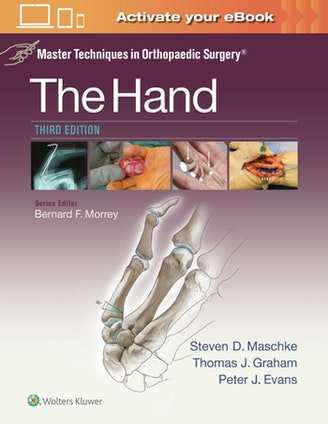 Activate your eBook
Master Techniques in Orthopaedic Surgery®
The Hand
THIRD EDITION
Series Editor
Bernard F. Morrey
Steven D. Maschke
Thomas J. Graham
Peter J. Evans
Wolters Kluwer